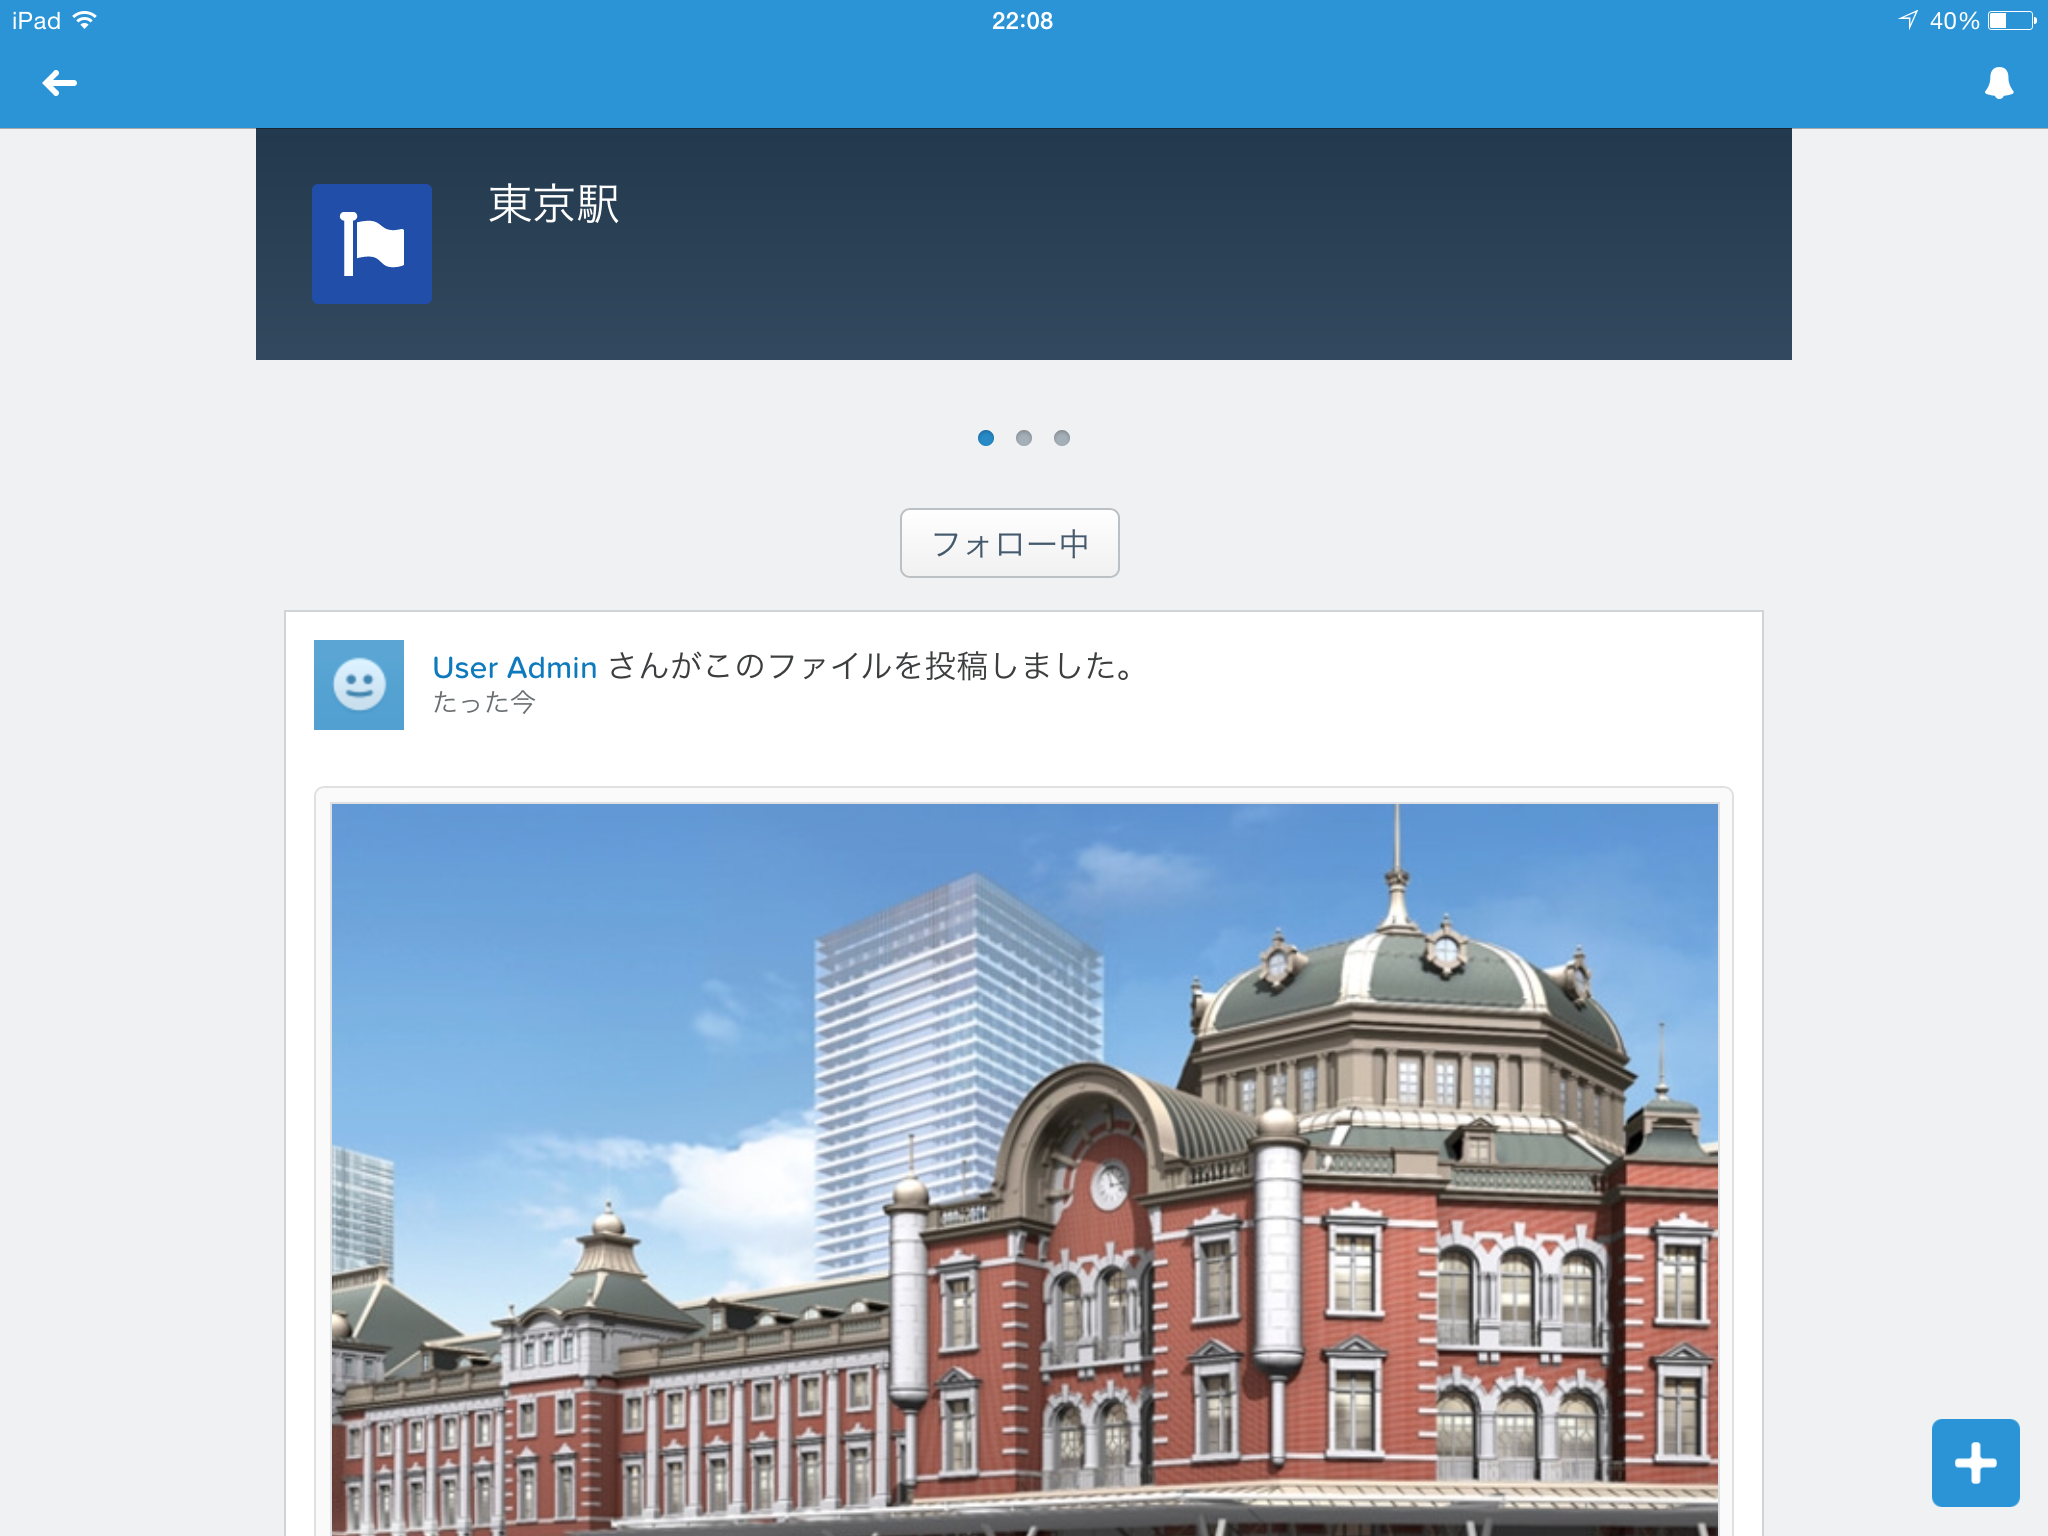 iPad
22:08
40%
東京駅
フォロー中
User Admin さんがこのファイルを投稿しました。
たった今